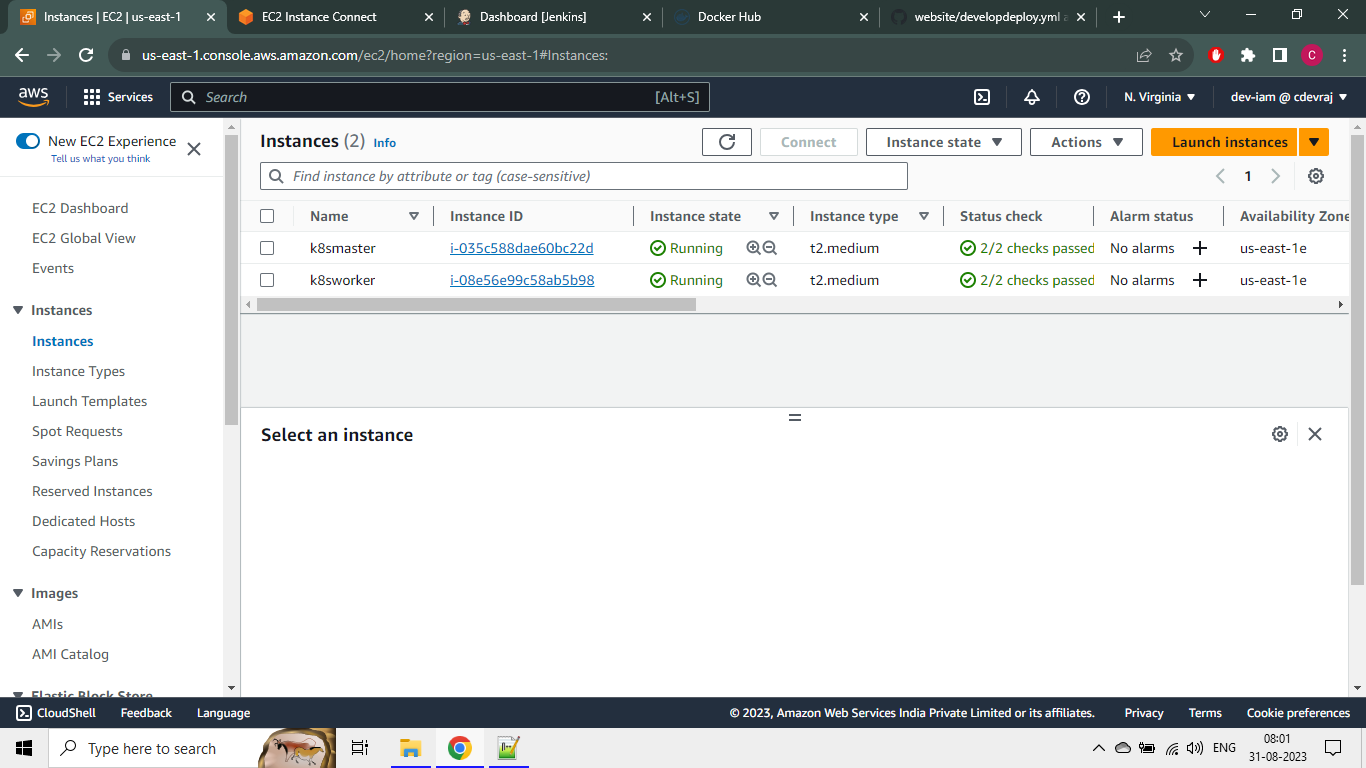 Instances | EC2 | us-east-1
EC2 Instance Connect
Dashboard [Jenkins]
Docker Hub
website/developdeploy.yml a
us-east-1.console.aws.amazon.com/ec2/home?region=us-east-1#Instances:
C
aws
Services
Search
[Alt+S]
N. Virginia
dev-iam @ cdevraj
New EC2 Experience
Tell us what you think
EC2 Dashboard
EC2 Global View
Events
Instances
Instances
Instance Types
Launch Templates
Spot Requests
Savings Plans
Reserved Instances
Dedicated Hosts
Capacity Reservations
Images
AMIs
AMI Catalog
Elastic Block Store
Instances (2) Info
Connect
Instance state
Actions
Launch instances
Find instance by attribute or tag (case-sensitive)
1
Name Instance ID Instance state Instance type Status check Alarm status Availability Zone
k8smaster i-035c588dae60bc22d Running t2.medium 2/2 checks passed No alarms us-east-1e
k8sworker i-08e56e99c58ab5b98 Running t2.medium 2/2 checks passed No alarms us-east-1e
Select an instance
CloudShell Feedback Language © 2023, Amazon Web Services India Private Limited or its affiliates. Privacy Terms Cookie preferences
Type here to search
ENG
08:01
31-08-2023